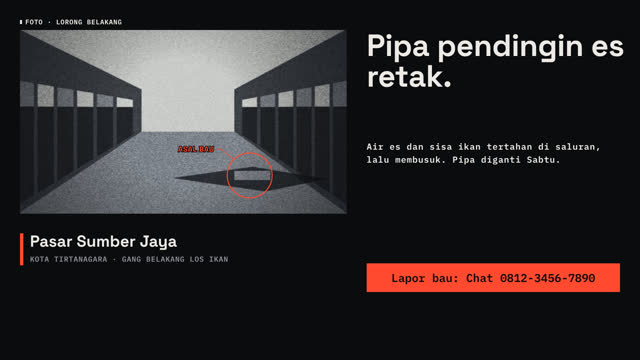 FOTO · LORONG BELAKANG
ASAL BAU
Pasar Sumber Jaya
KOTA TIRTANAGARA · GANG BELAKANG LOS IKAN
Pipa pendingin es
retak.
Air es dan sisa ikan tertahan di saluran,
lalu membusuk. Pipa diganti Sabtu.
Lapor bau: Chat 0812-3456-7890